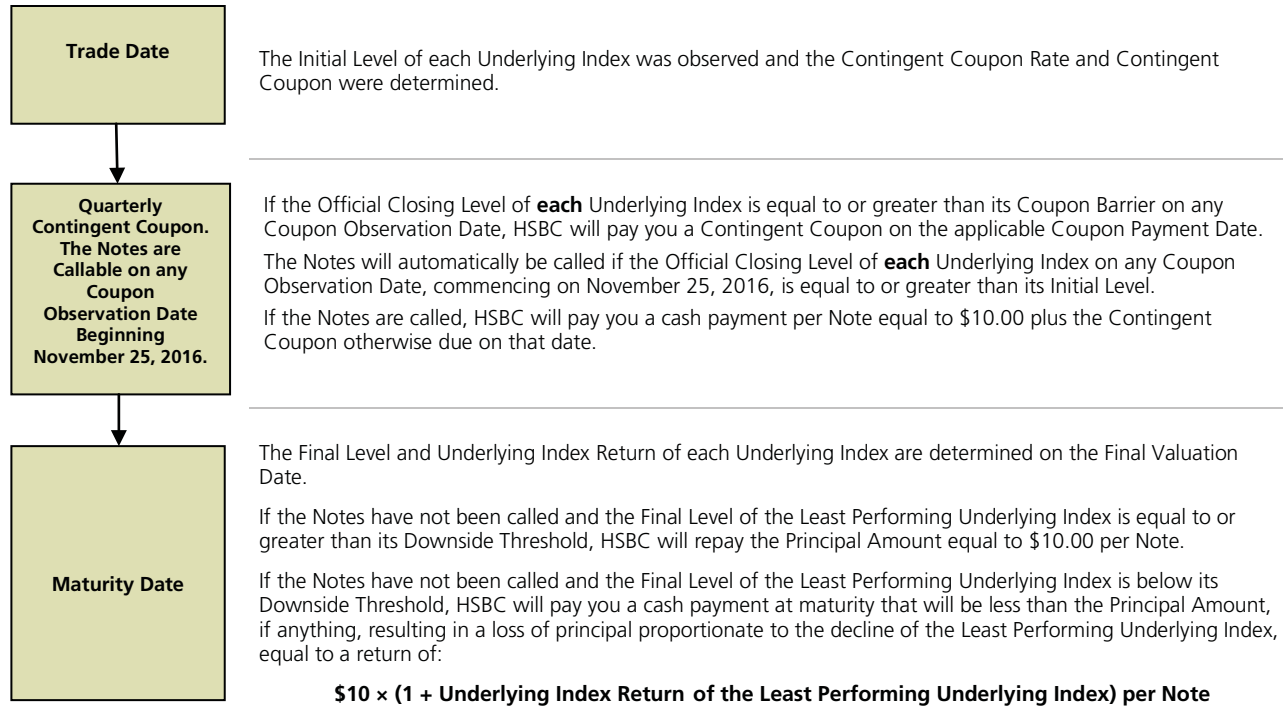 Trade Date
The Initial Level of each Underlying Index was observed and the Contingent Coupon Rate and Contingent
Coupon were determined.
Quarterly
Contingent Coupon.
The Notes are
Callable on any
Coupon
Observation Date
Beginning
November 25, 2016.
If the Official Closing Level of each Underlying Index is equal to or greater than its Coupon Barrier on any
Coupon Observation Date, HSBC will pay you a Contingent Coupon on the applicable Coupon Payment Date.
The Notes will automatically be called if the Official Closing Level of each Underlying Index on any Coupon
Observation Date, commencing on November 25, 2016, is equal to or greater than its Initial Level.
If the Notes are called, HSBC will pay you a cash payment per Note equal to $10.00 plus the Contingent
Coupon otherwise due on that date.
Maturity Date
The Final Level and Underlying Index Return of each Underlying Index are determined on the Final Valuation
Date.
If the Notes have not been called and the Final Level of the Least Performing Underlying Index is equal to or
greater than its Downside Threshold, HSBC will repay the Principal Amount equal to $10.00 per Note.
If the Notes have not been called and the Final Level of the Least Performing Underlying Index is below its
Downside Threshold, HSBC will pay you a cash payment at maturity that will be less than the Principal Amount,
if anything, resulting in a loss of principal proportionate to the decline of the Least Performing Underlying Index,
equal to a return of:
$10 × (1 + Underlying Index Return of the Least Performing Underlying Index) per Note